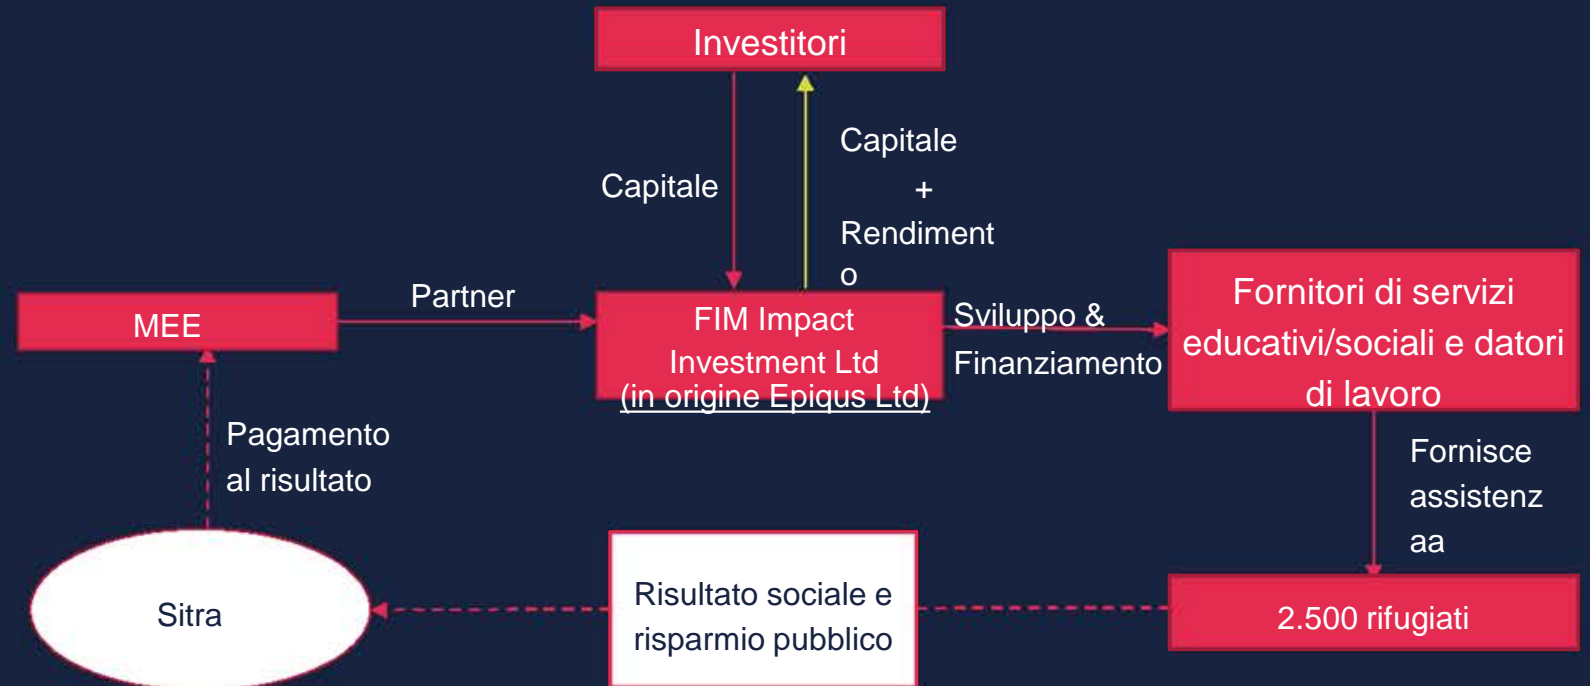 Investitori
Capitale
Capitale
+
Rendiment
o
MEE
Partner
FIM Impact
Investment Ltd
(in origine Epiqus Ltd)
Sviluppo &
Finanziamento
Fornitori di servizi
educativi/sociali e datori
di lavoro
Pagamento
al risultato
Fornisce
assistenz
aa
Sitra
Risultato sociale e
risparmio pubblico
2.500 rifugiati